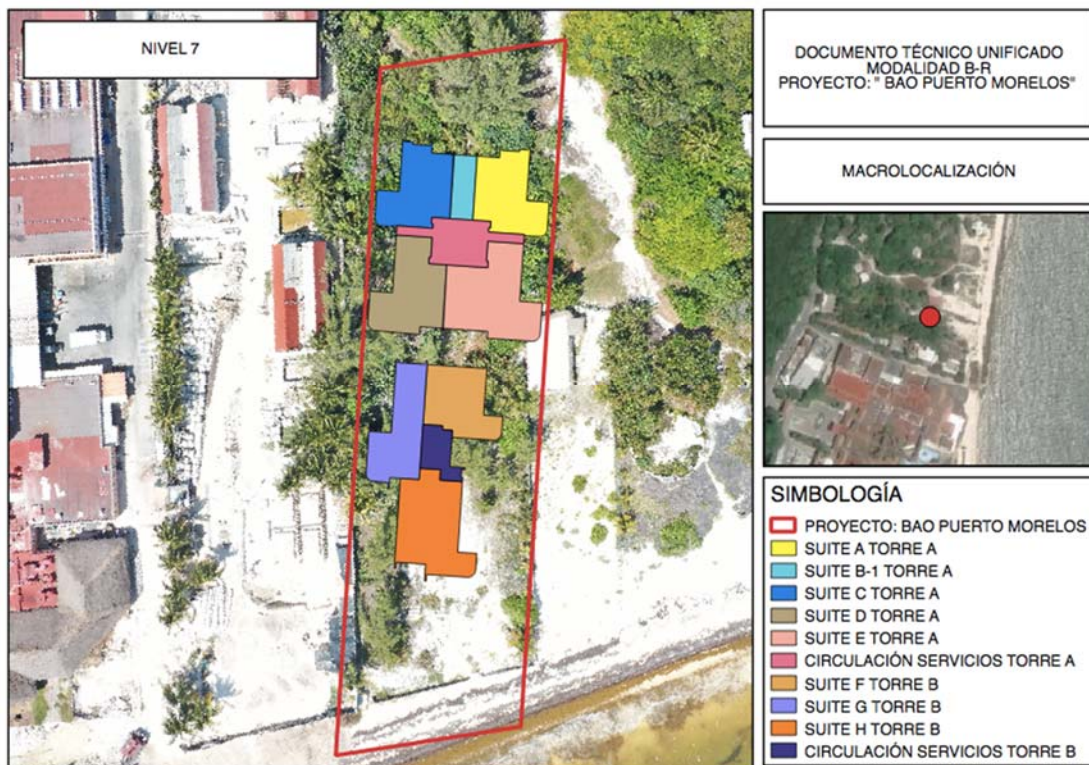 NIVEL 7
DOCUMENTO TÉCNICO UNIFICADO
MODALIDAD B-R
PROYECTO: " BAO PUERTO MORELOS"
MACROLOCALIZACIÓN
SIMBOLOGÍA
PROYECTO: BAO PUERTO MORELOS
SUITE A TORRE A
SUITE B-1 TORRE A
SUITE C TORRE A
SUITE D TORRE A
SUITE E TORRE A
CIRCULACIÓN SERVICIOS TORRE A
SUITE F TORRE B
SUITE G TORRE B
SUITE H TORRE B
CIRCULACIÓN SERVICIOS TORRE B